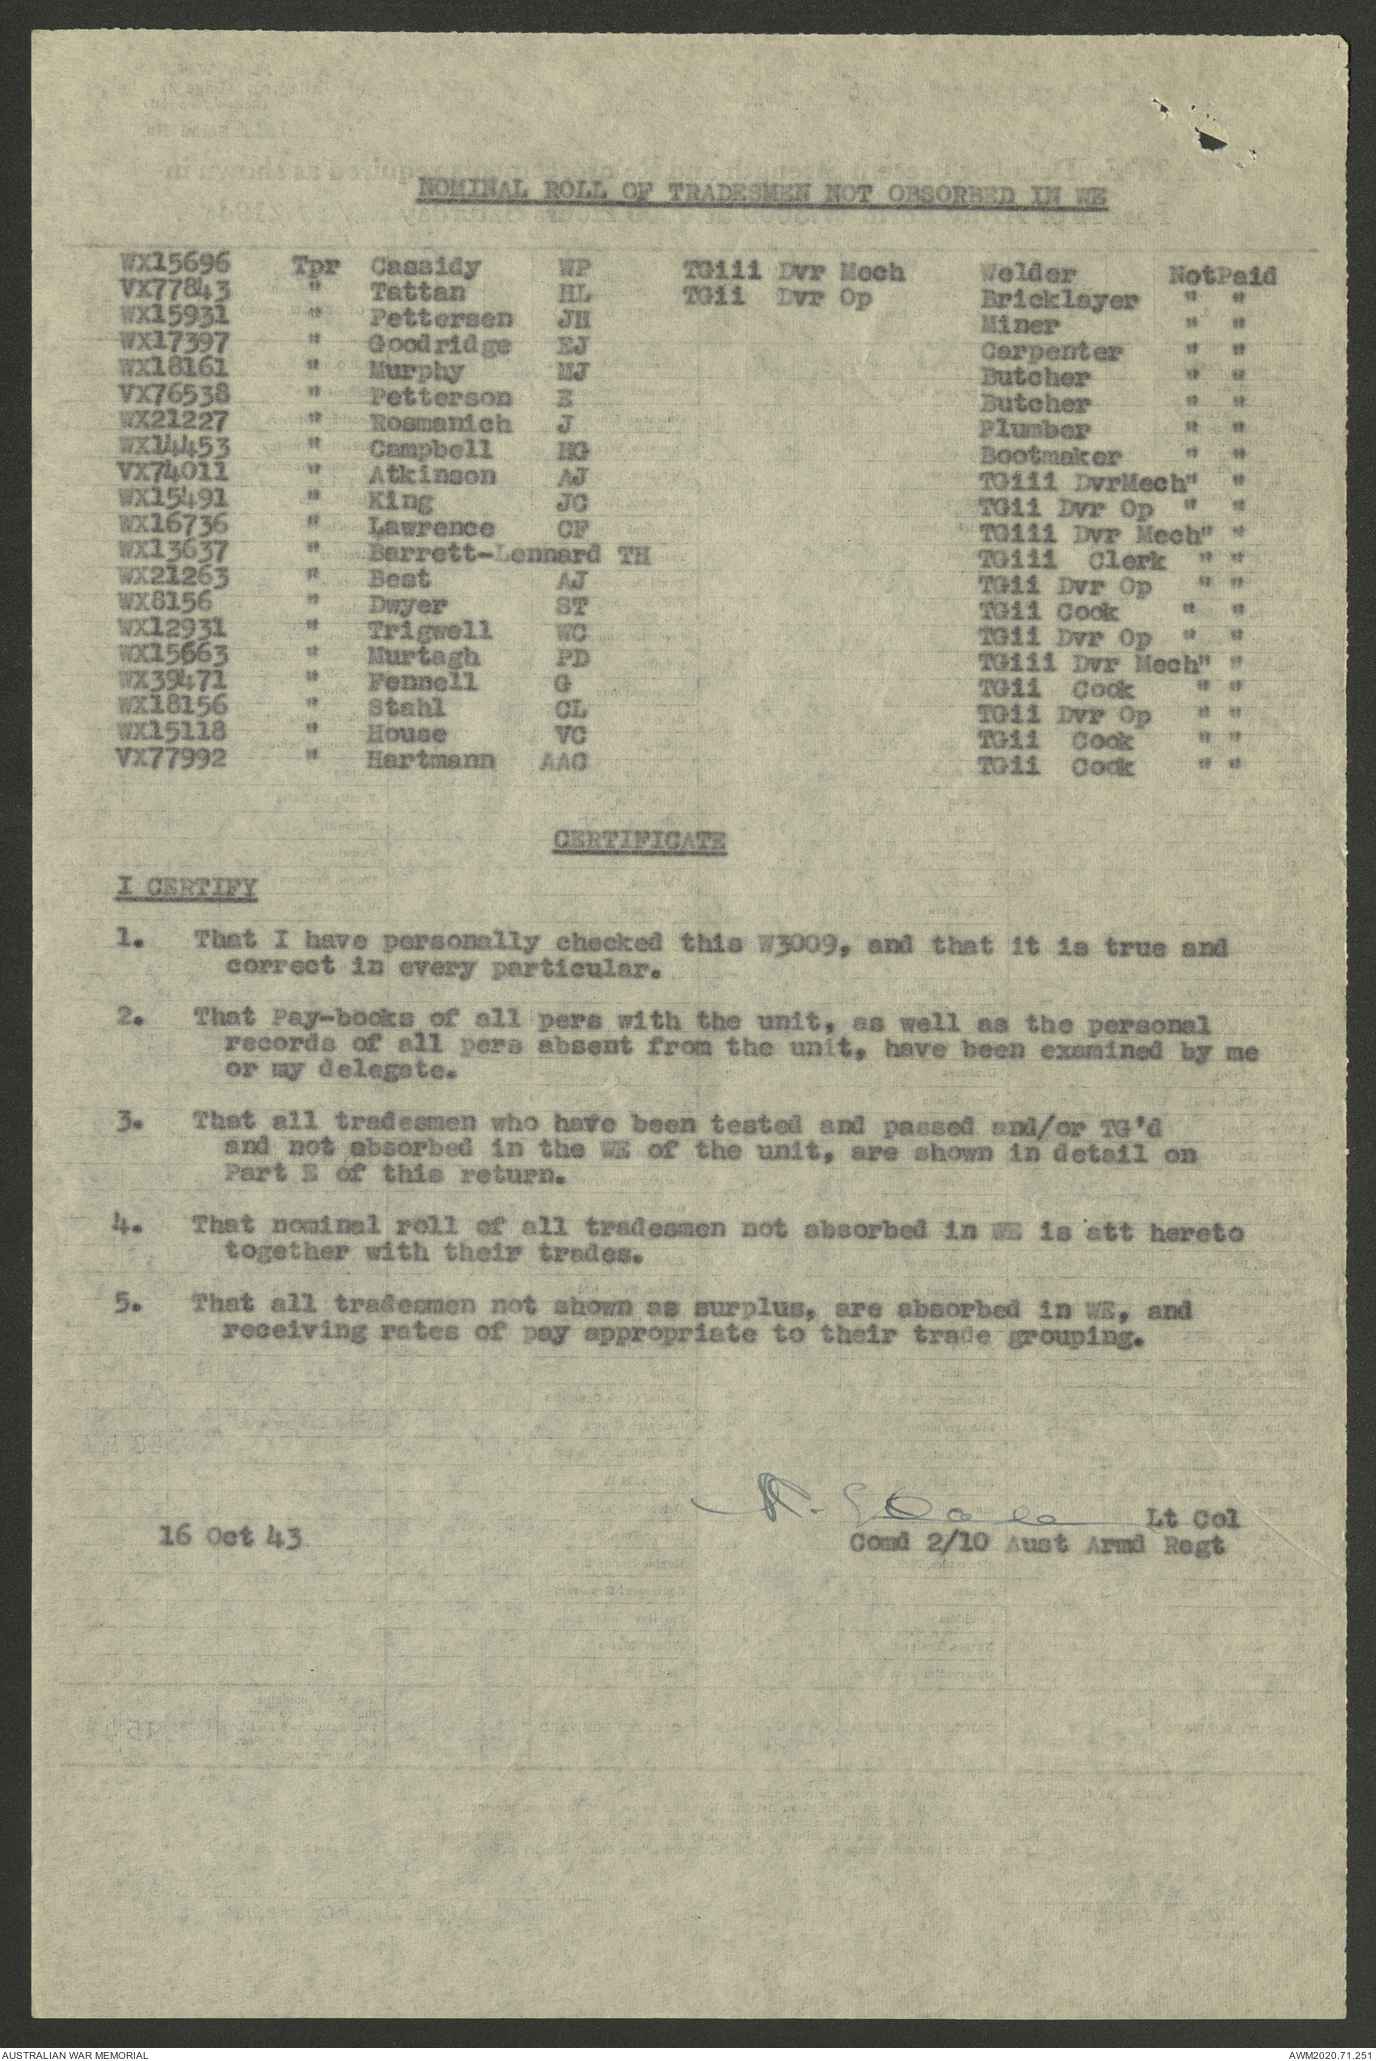 NOMINAL ROLL OF TRADESMEN NOT OBSORBED IN WE
WX15696 Tpr Cassidy WP TGiii Dvr Mech Welder NotPaid
VX77843 " Tattan HL TGii Dvr Op Bricklayer " "
WX15931 " Pettersen JH Miner " "
WX17397 " Goodridge EJ Carpenter " "
WX18161 " Murphy MJ Butcher " "
VX76538 " Petterson E Butcher " "
WX21227 " Rosmanich J Plumber " "
WX14453 " Campbell NG Bootmaker " "
VX74011 " Atkinson AJ TGiii DvrMech" "
WX15491 " King JC TGii Dvr Op " "
WX16736 " Lawrence CF TGiii Dvr Mech" "
WX13637 " Barrett-Lennard TH TGiii Clerk " "
WX21263 " Best AJ TGii Dvr Op " "
WX8156 " Dwyer ST TGii Cook " "
WX12931 " Trigwell WC TGii Dvr Op " "
WX15663 " Murtagh PD TGiii Dvr Mech" "
WX39471 " Fennell G TGii Cook " "
WX18156 " Stahl CL TGii Dvr Op " "
WX15118 " House VC TGii Cook " "
VX77992 " Hartmann AAC TGii Cook " "
CERTIFICATE
I CERTIFY
1. That I have personally checked this W3009, and that it is true and
correct in every particular.
2. That Pay-books of all pers with the unit, as well as the personal
records of all pers absent from the unit, have been examined by me
or my delegate.
3. That all tradesmen who have been tested and passed and/or TG'd
and not absorbed in the WE of the unit, are shown in detail on
Part E of this return.
4. That nominal roll of all tradesmen not absorbed in WE is att hereto
together with their trades.
5. That all tradesmen not shown as surplus, are absorbed in WE, and
receiving rates of pay appropriate to their trade grouping.
Lt Col
16 Oct 43
Comd 2/10 Aust Armd Regt
AUSTRALIAN WAR MEMORIAL
AWM2020.71.251